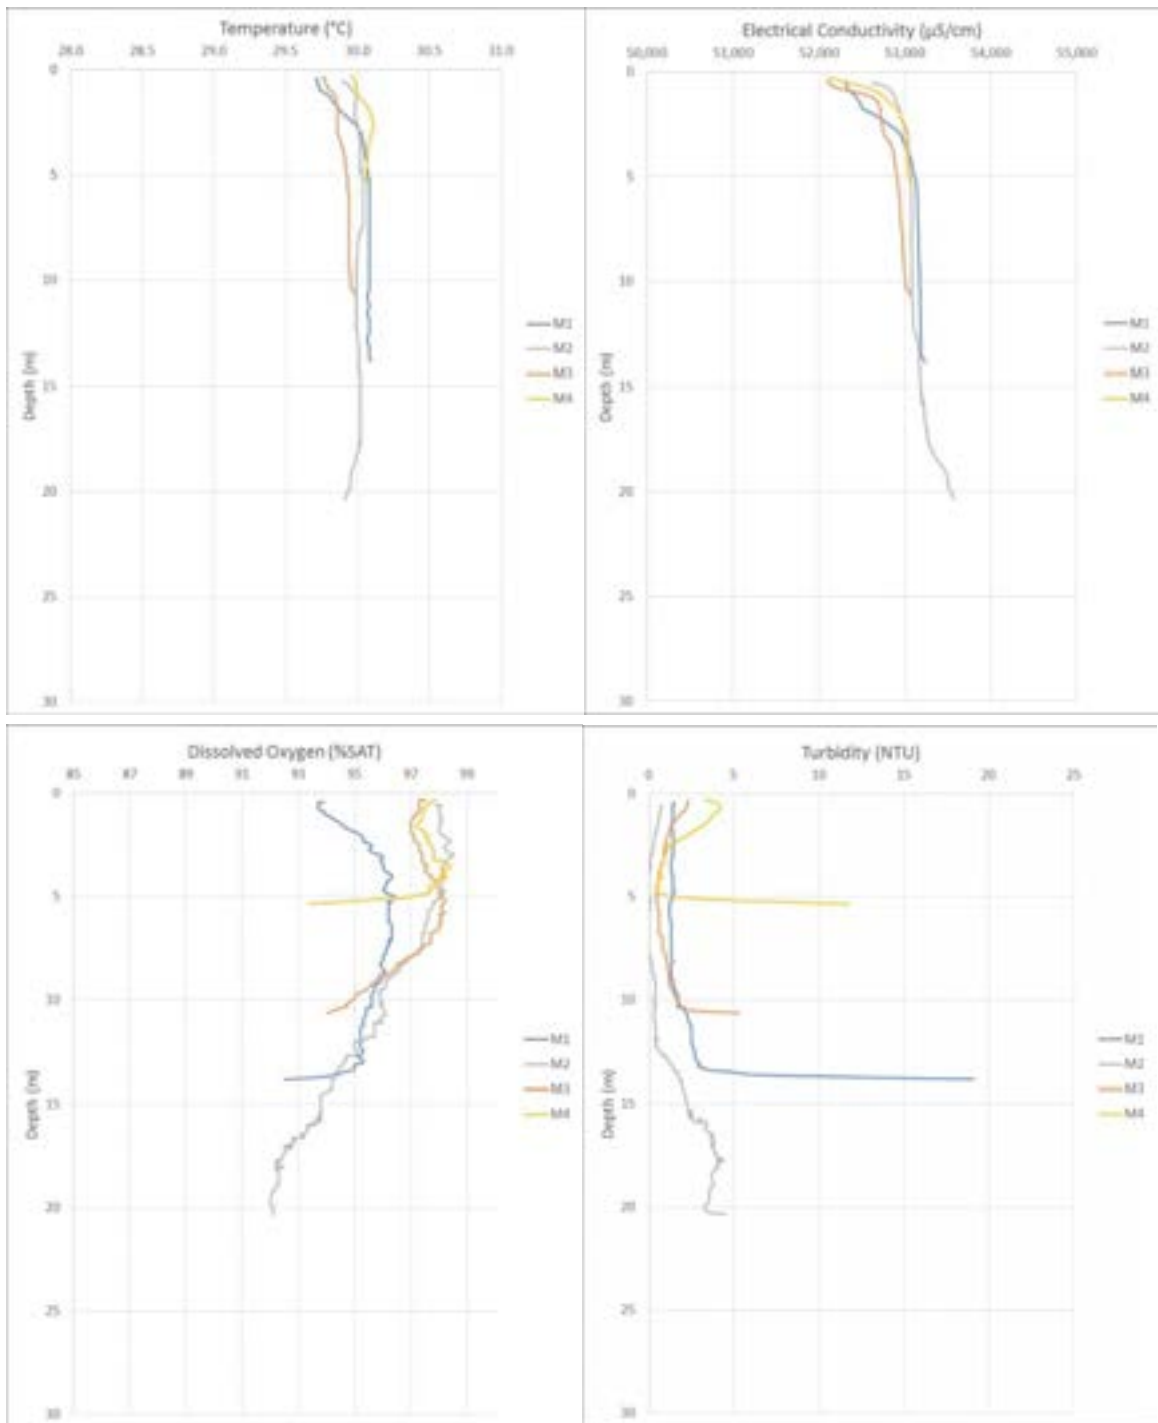 Temperature (°C)
28.0 28.5 29.0 29.5 30.0 30.5 31.0
0
5
10
15
20
25
30
Depth (m)
M1
M2
M3
M4
Electrical Conductivity (µS/cm)
50,000 51,000 52,000 53,000 54,000 55,000
0
5
10
15
20
25
30
Depth (m)
M1
M2
M3
M4
Dissolved Oxygen (%SAT)
85 87 89 91 93 95 97 99
0
5
10
15
20
25
30
Depth (m)
M1
M2
M3
M4
Turbidity (NTU)
0 5 10 15 20 25
0
5
10
15
20
25
30
Depth (m)
M1
M2
M3
M4